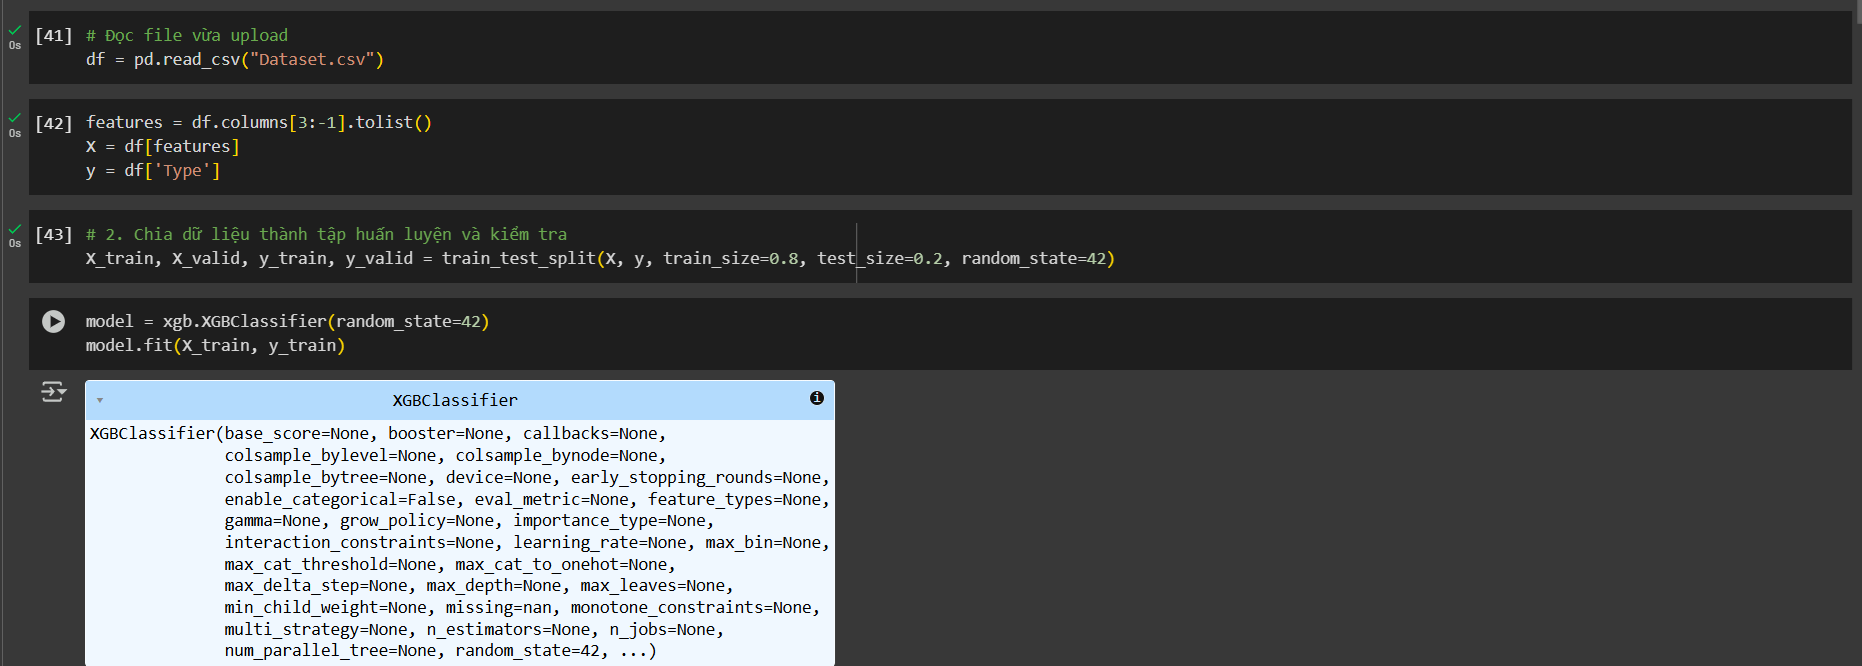 [41] # Đọc file vừa upload
0s df = pd.read_csv("Dataset.csv")
[42] features = df.columns[3:-1].tolist()
0s X = df[features]
y = df['Type']
[43] # 2. Chia dữ liệu thành tập huấn luyện và kiểm tra
0s X_train, X_valid, y_train, y_valid = train_test_split(X, y, train_size=0.8, test_size=0.2, random_state=42)
model = xgb.XGBClassifier(random_state=42)
model.fit(X_train, y_train)
XGBClassifier
XGBClassifier(base_score=None, booster=None, callbacks=None,
colsample_bylevel=None, colsample_bynode=None,
colsample_bytree=None, device=None, early_stopping_rounds=None,
enable_categorical=False, eval_metric=None, feature_types=None,
gamma=None, grow_policy=None, importance_type=None,
interaction_constraints=None, learning_rate=None, max_bin=None,
max_cat_threshold=None, max_cat_to_onehot=None,
max_delta_step=None, max_depth=None, max_leaves=None,
min_child_weight=None, missing=nan, monotone_constraints=None,
multi_strategy=None, n_estimators=None, n_jobs=None,
num_parallel_tree=None, random_state=42, ...)